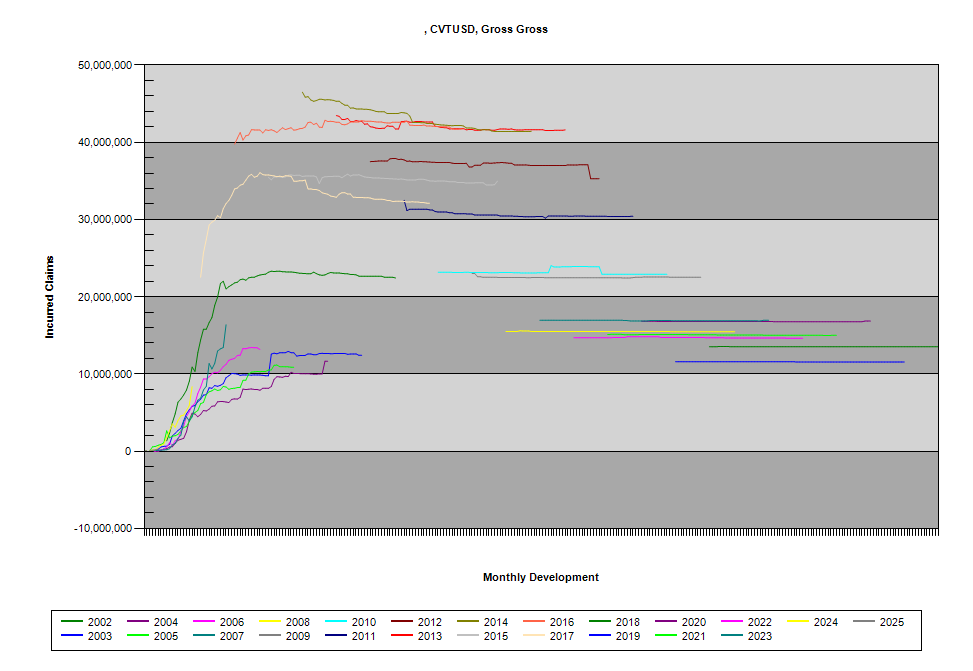 , CVTUSD, Gross Gross
50,000,000
40,000,000
30,000,000
20,000,000
10,000,000
0
-10,000,000
Incurred Claims
Monthly Development
2002 2004 2006 2008 2010 2012 2014 2016 2018 2020 2022 2024 2025
2003 2005 2007 2009 2011 2013 2015 2017 2019 2021 2023